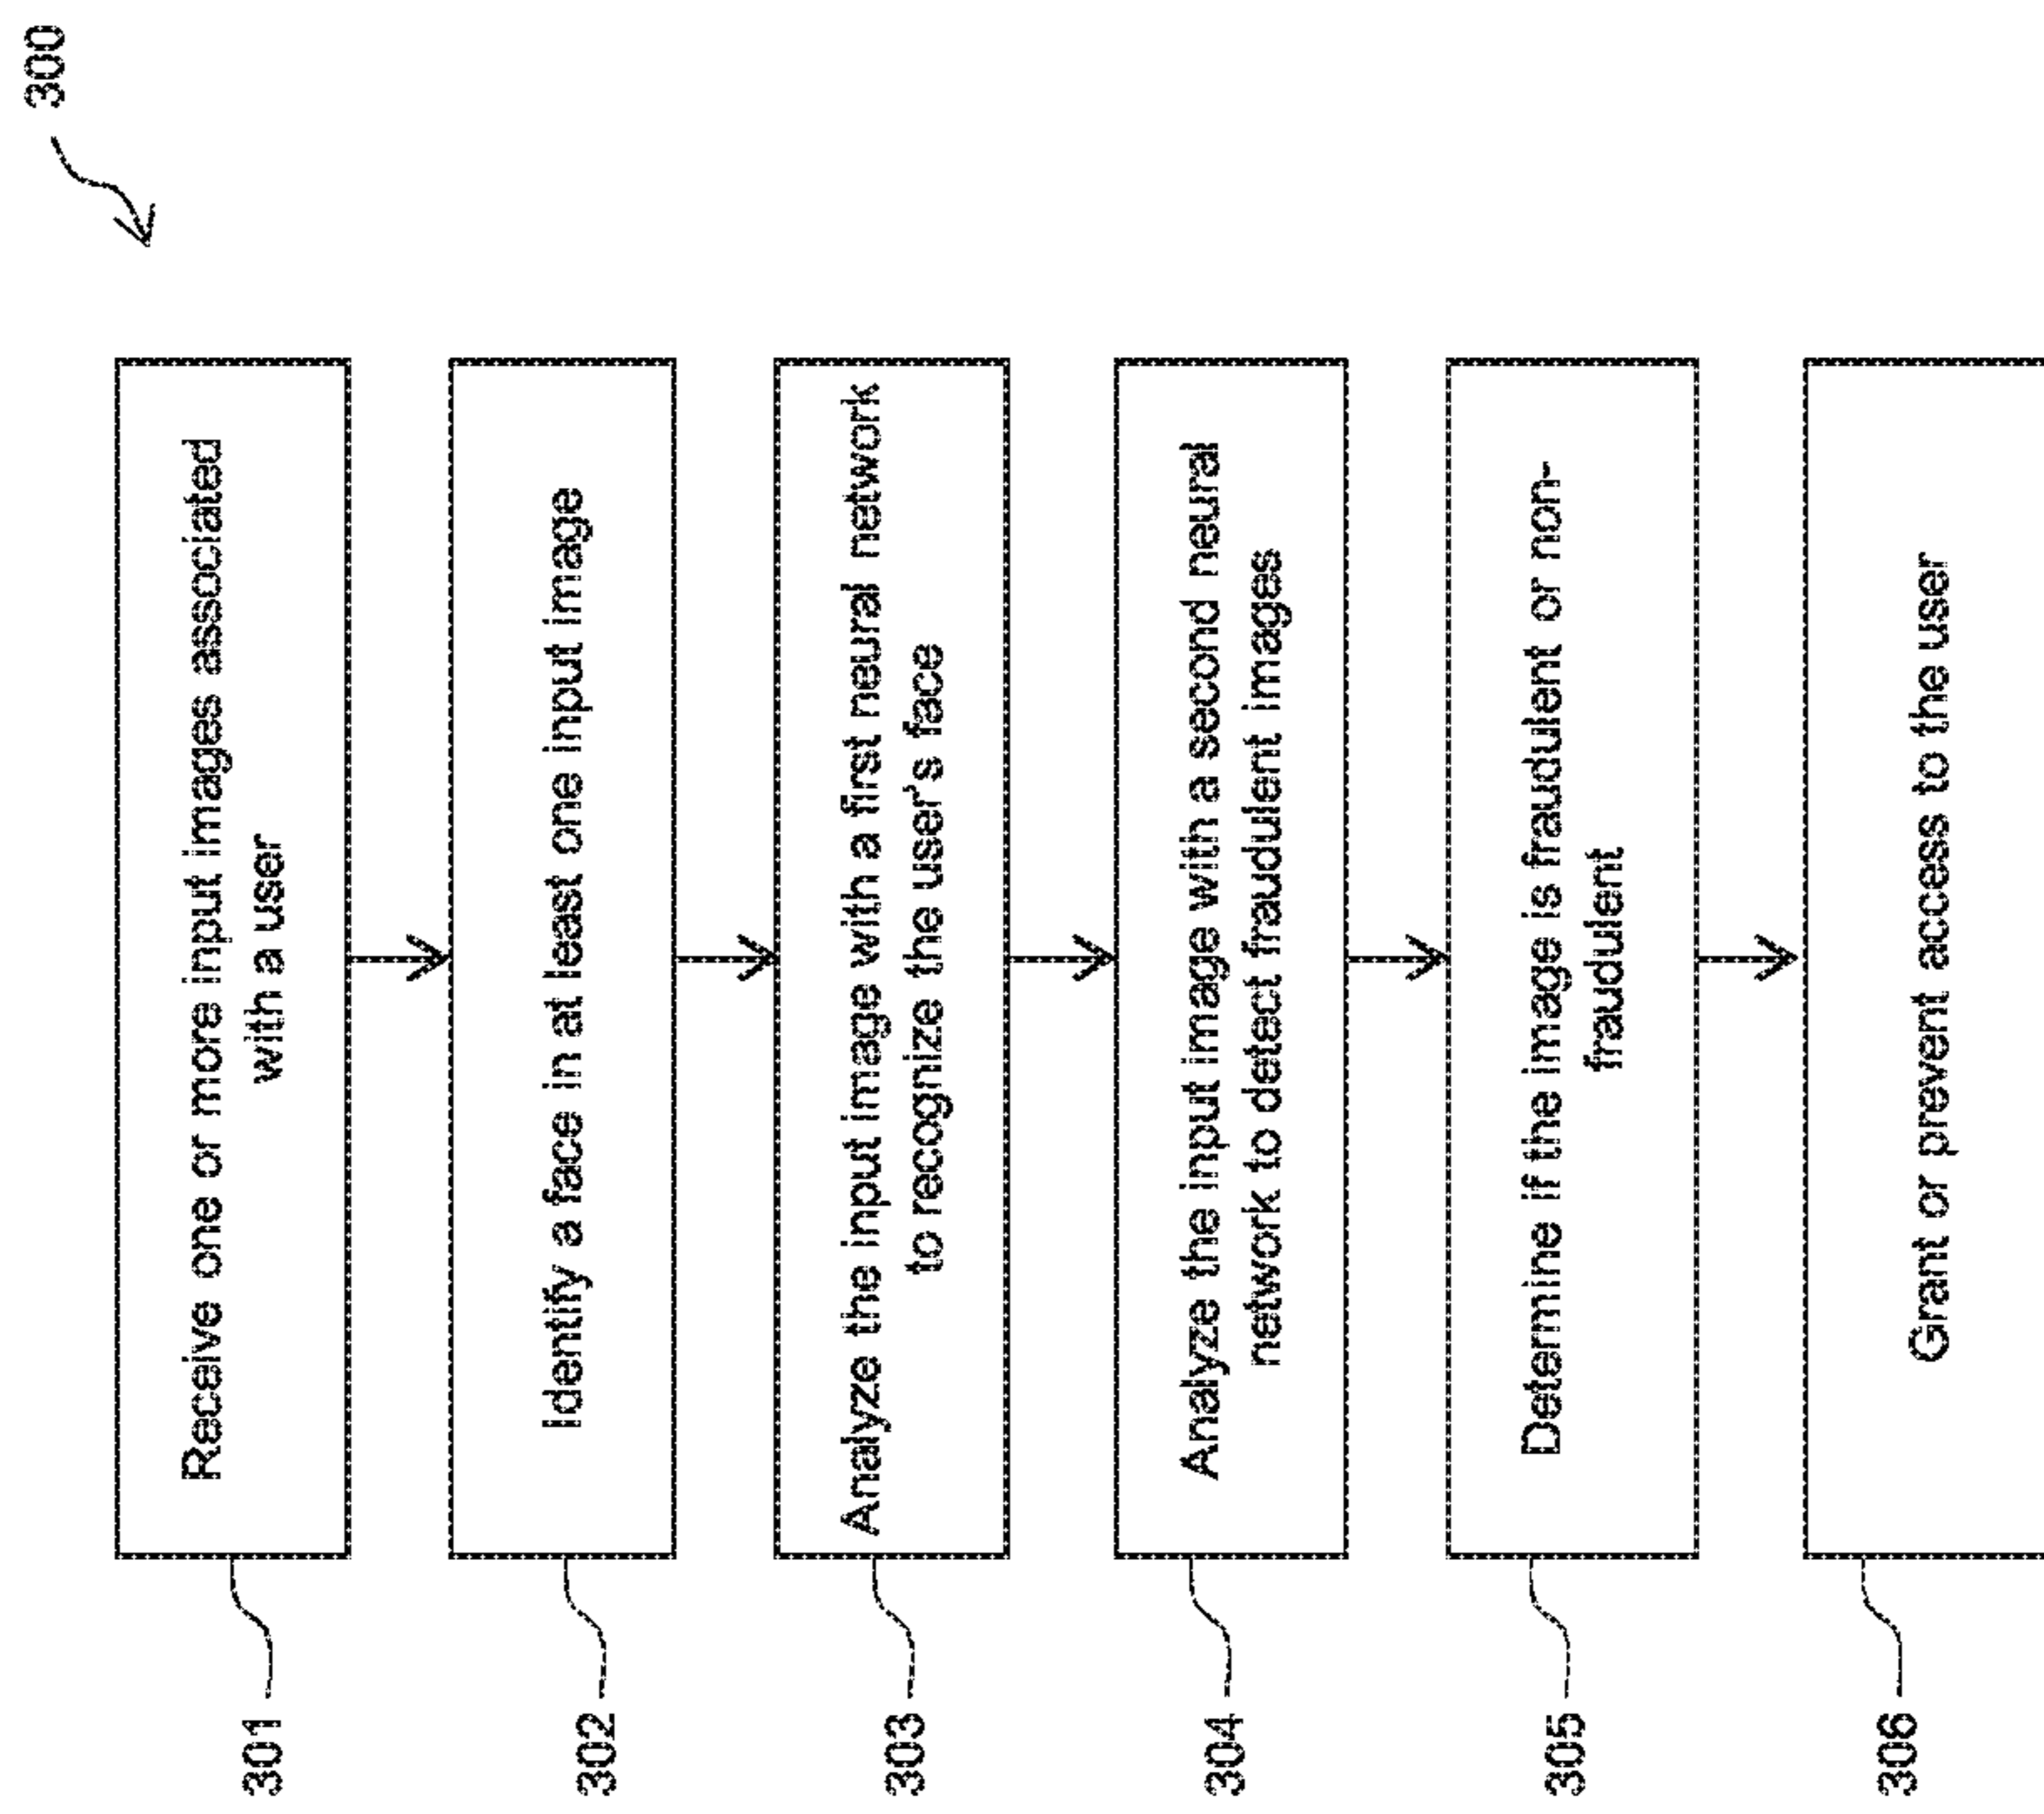 300
301
Receive one or more input images associated
with a user
302
Identify a face in at least one input image
303
Analyze the input image with a first neural network
to recognize the user's face
304
Analyze the input image with a second neural
network to detect fraudulent images
305
Determine if the image is fraudulent or non-
fraudulent
306
Grant or prevent access to the user